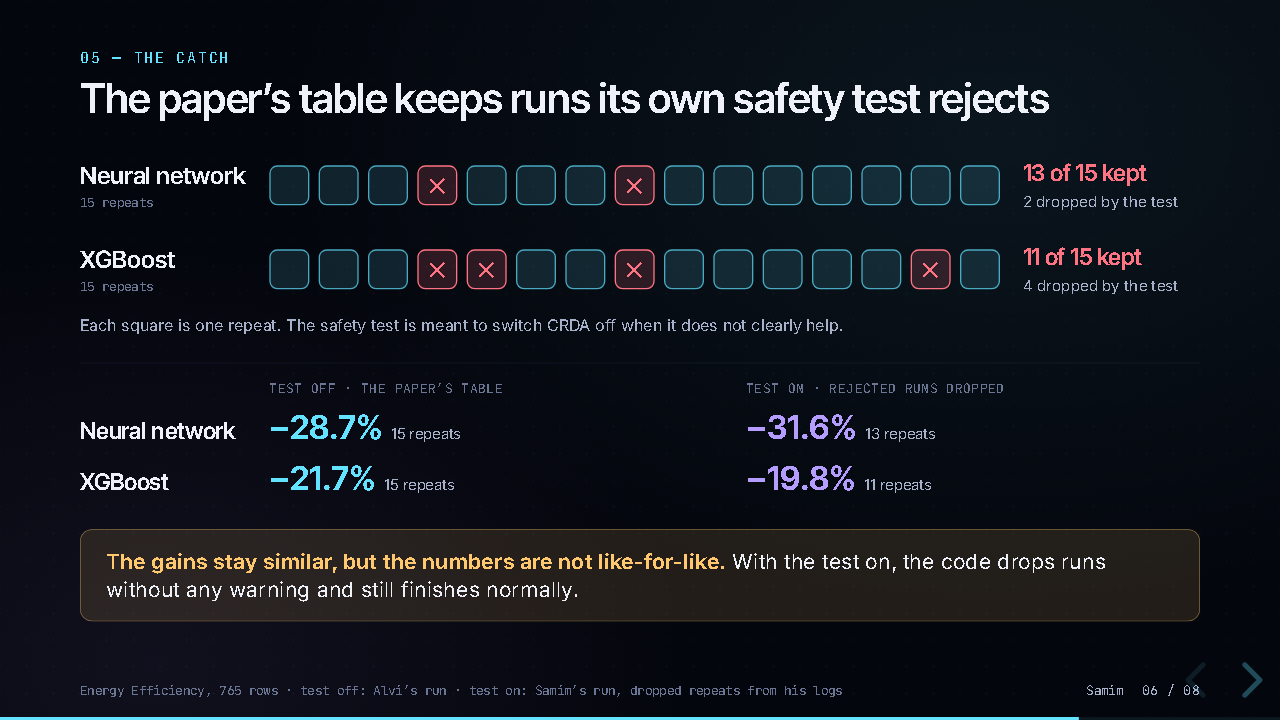 05 — THE CATCH
The paper’s table keeps runs its own safety test rejects
Neural network
15 repeats
13 of 15 kept
2 dropped by the test
XGBoost
15 repeats
11 of 15 kept
4 dropped by the test
Each square is one repeat. The safety test is meant to switch CRDA off when it does not clearly help.
TEST OFF · THE PAPER’S TABLE
TEST ON · REJECTED RUNS DROPPED
Neural network −28.7% 15 repeats −31.6% 13 repeats
XGBoost −21.7% 15 repeats −19.8% 11 repeats
The gains stay similar, but the numbers are not like-for-like. With the test on, the code drops runs
without any warning and still finishes normally.
Energy Efficiency, 765 rows · test off: Alvi’s run · test on: Samim’s run, dropped repeats from his logs
Samim 06 / 08